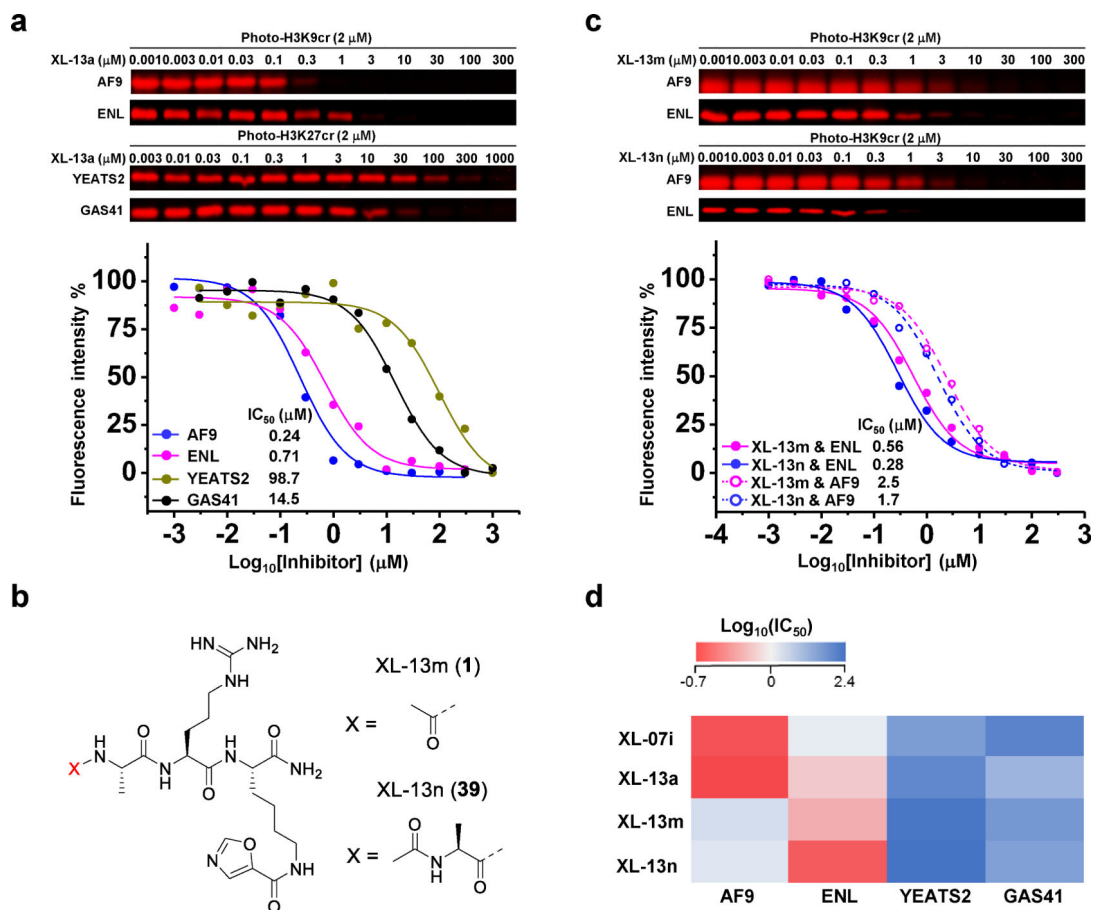 a
Photo-H3K9cr (2 μM)
XL-13a (μM) 0.001 0.003 0.01 0.03 0.1 0.3 1 3 10 30 100 300
AF9
ENL
Photo-H3K27cr (2 μM)
XL-13a (μM) 0.003 0.01 0.03 0.1 0.3 1 3 10 30 100 300 1000
YEATS2
GAS41
Fluorescence intensity %
100
75
50
25
0
IC50 (μM)
AF9 0.24
ENL 0.71
YEATS2 98.7
GAS41 14.5
-3 -2 -1 0 1 2 3
Log10[Inhibitor] (μM)
c
Photo-H3K9cr (2 μM)
XL-13m (μM) 0.001 0.003 0.01 0.03 0.1 0.3 1 3 10 30 100 300
AF9
ENL
Photo-H3K9cr (2 μM)
XL-13n (μM) 0.001 0.003 0.01 0.03 0.1 0.3 1 3 10 30 100 300
AF9
ENL
Fluorescence intensity %
100
75
50
25
0
IC50 (μM)
XL-13m & ENL 0.56
XL-13n & ENL 0.28
XL-13m & AF9 2.5
XL-13n & AF9 1.7
-4 -3 -2 -1 0 1 2 3
Log10[Inhibitor] (μM)
b
HN NH2
NH
O O
H H
X N N N NH2
H
O
O
N NH
O
XL-13m (1)
X =
O
XL-13n (39)
X =
O
N
H
O
d
Log10(IC50)
-0.7 0 2.4
XL-07i
XL-13a
XL-13m
XL-13n
AF9 ENL YEATS2 GAS41